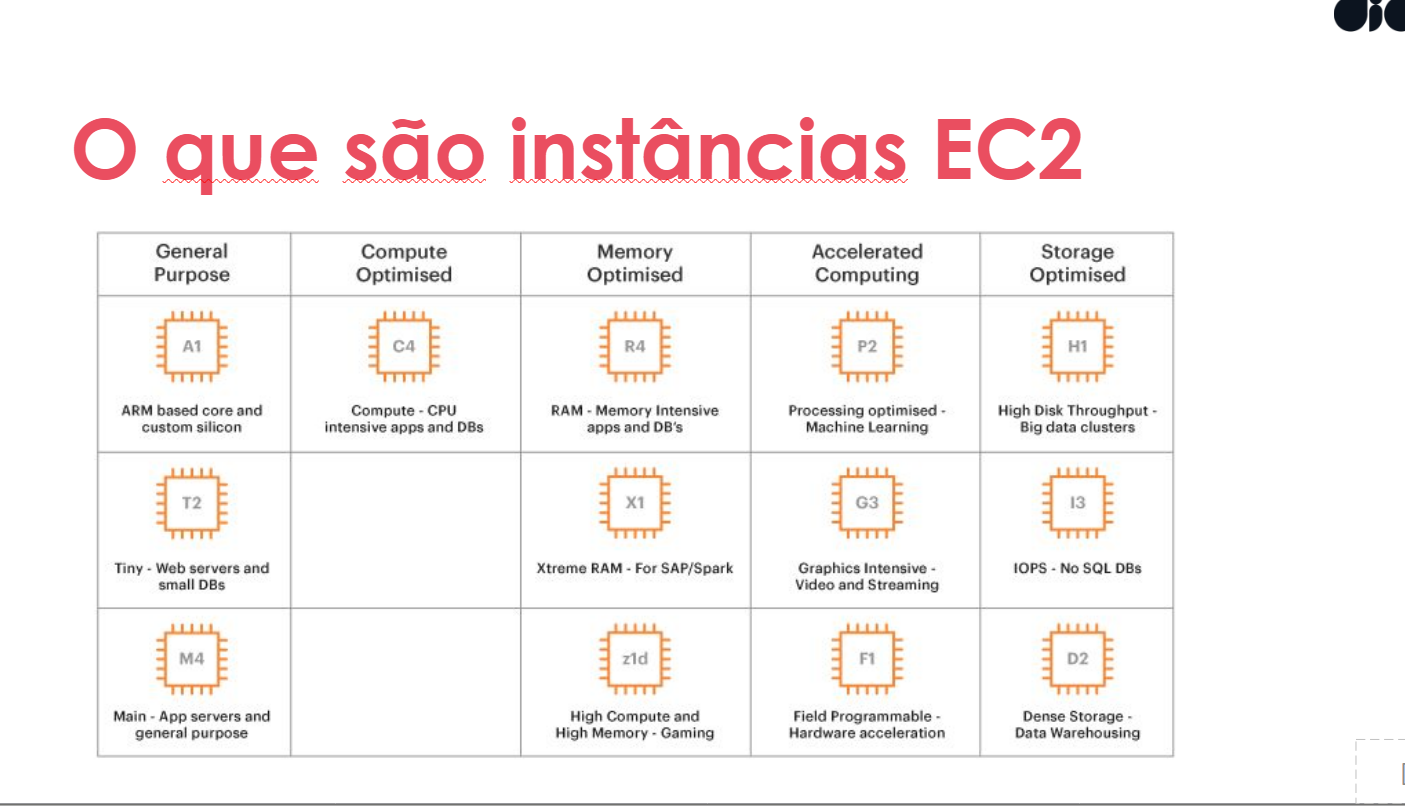 O que são instâncias EC2
General
Purpose
Compute
Optimised
Memory
Optimised
Accelerated
Computing
Storage
Optimised
A1
ARM based core and
custom silicon
C4
Compute - CPU
intensive apps and DBs
R4
RAM - Memory Intensive
apps and DB's
P2
Processing optimised -
Machine Learning
H1
High Disk Throughput -
Big data clusters
T2
Tiny - Web servers and
small DBs
X1
Xtreme RAM - For SAP/Spark
G3
Graphics Intensive -
Video and Streaming
I3
IOPS - No SQL DBs
M4
Main - App servers and
general purpose
z1d
High Compute and
High Memory - Gaming
F1
Field Programmable -
Hardware acceleration
D2
Dense Storage -
Data Warehousing